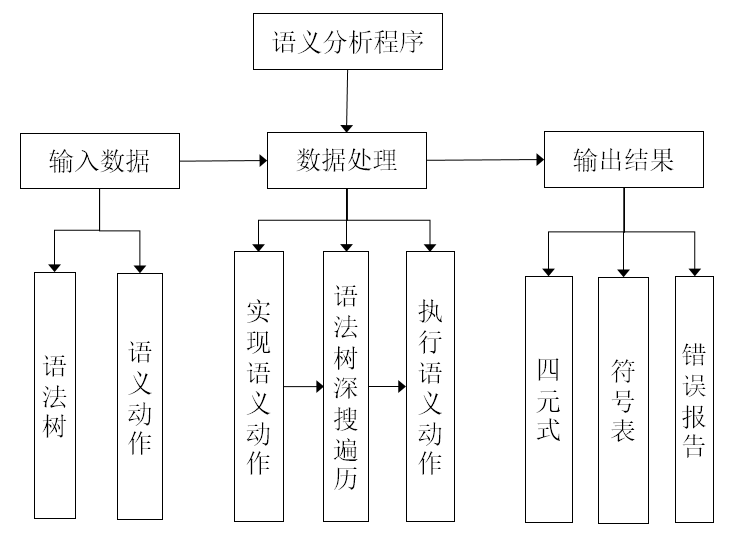 语义分析程序
输入数据
数据处理
输出结果
语法树
语义动作
实现语义动作
语法树深搜遍历
执行语义动作
四元式
符号表
错误报告